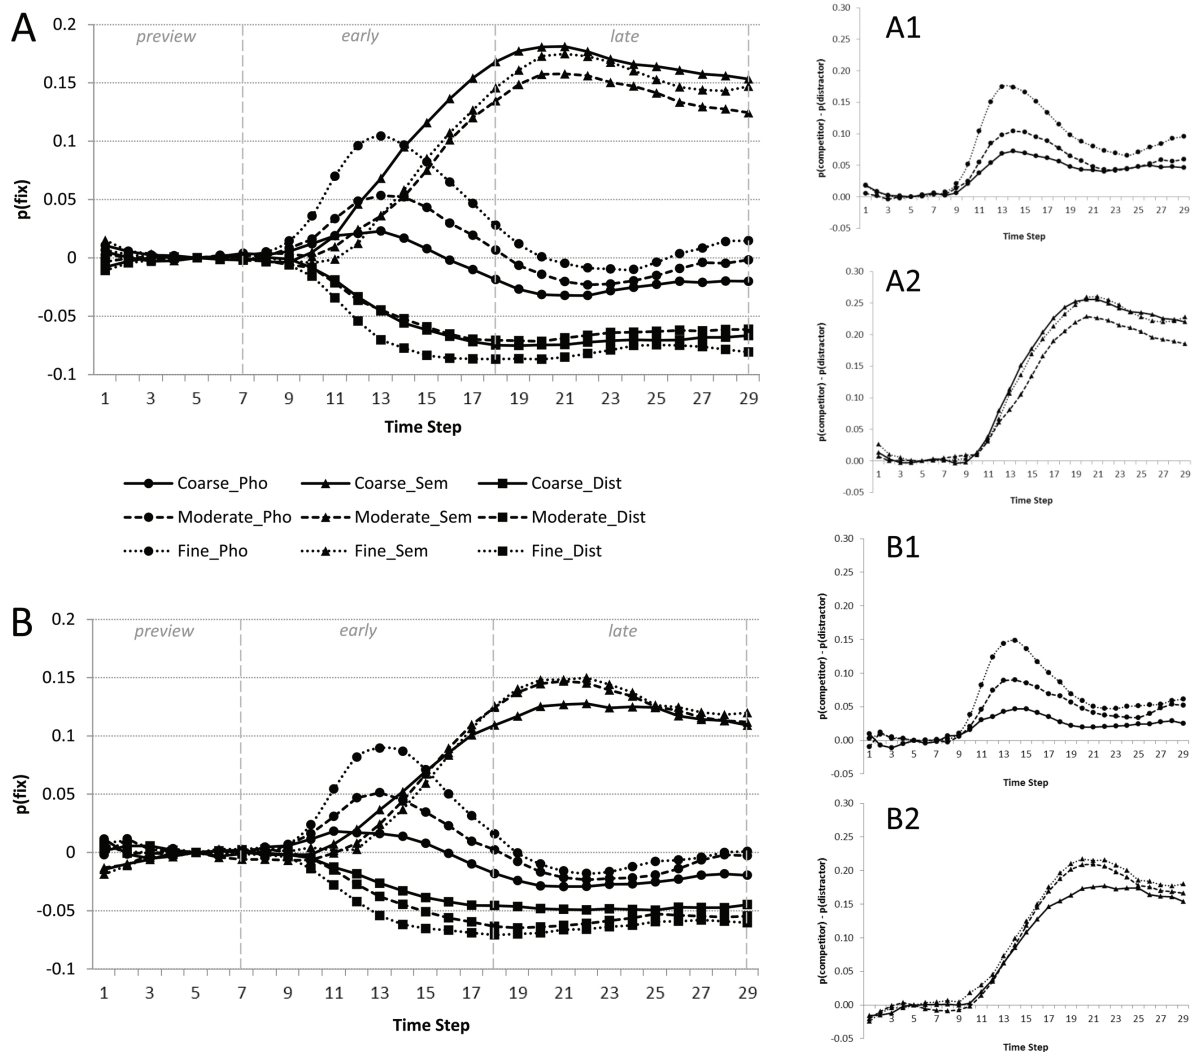 A
preview early late
0.2
0.15
0.1
0.05
0
-0.05
-0.1
p(fix)
1 3 5 7 9 11 13 15 17 19 21 23 25 27 29
Time Step
Coarse_Pho Coarse_Sem Coarse_Dist
Moderate_Pho Moderate_Sem Moderate_Dist
Fine_Pho Fine_Sem Fine_Dist
B
preview early late
0.2
0.15
0.1
0.05
0
-0.05
-0.1
p(fix)
1 3 5 7 9 11 13 15 17 19 21 23 25 27 29
Time Step
A1
0.30
0.25
0.20
0.15
0.10
0.05
0.00
-0.05
p(competitor) - p(distractor)
1 3 5 7 9 11 13 15 17 19 21 23 25 27 29
Time Step
A2
0.30
0.25
0.20
0.15
0.10
0.05
0.00
-0.05
p(competitor) - p(distractor)
1 3 5 7 9 11 13 15 17 19 21 23 25 27 29
Time Step
B1
0.30
0.25
0.20
0.15
0.10
0.05
0.00
-0.05
p(competitor) - p(distractor)
1 3 5 7 9 11 13 15 17 19 21 23 25 27 29
Time Step
B2
0.30
0.25
0.20
0.15
0.10
0.05
0.00
-0.05
p(competitor) - p(distractor)
1 3 5 7 9 11 13 15 17 19 21 23 25 27 29
Time Step